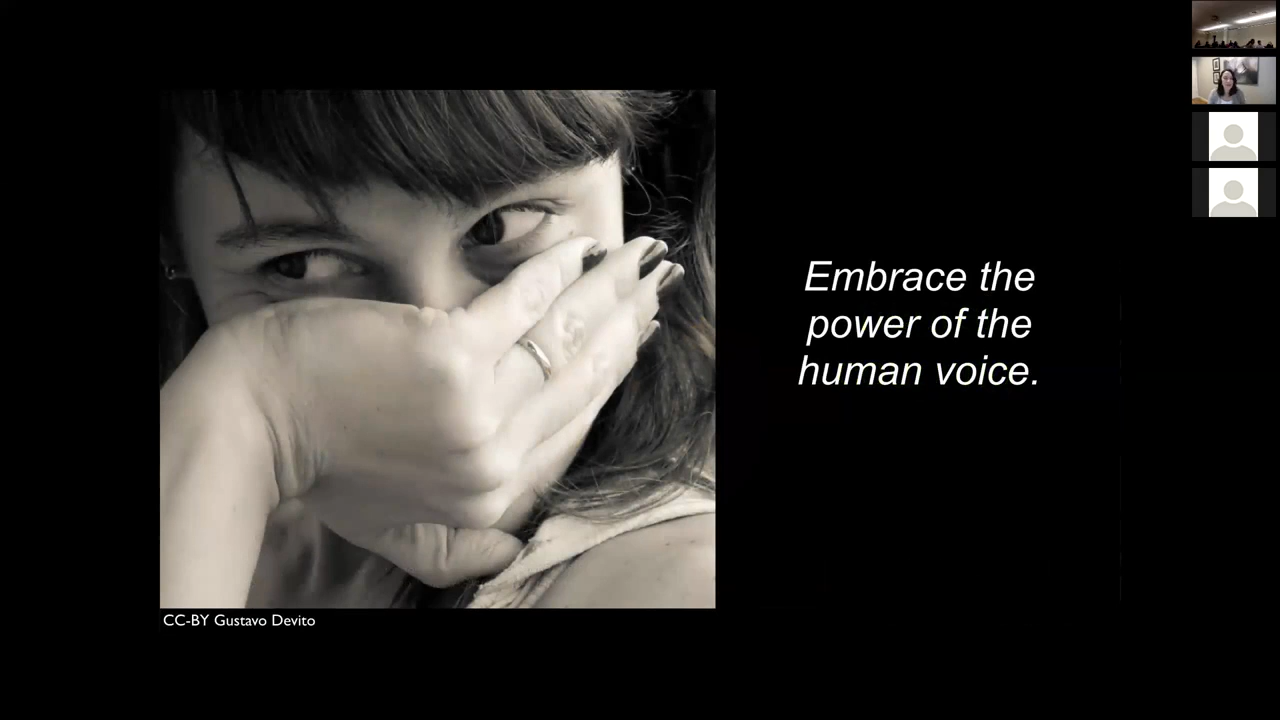 Embrace the
power of the
human voice.
CC-BY Gustavo Devito